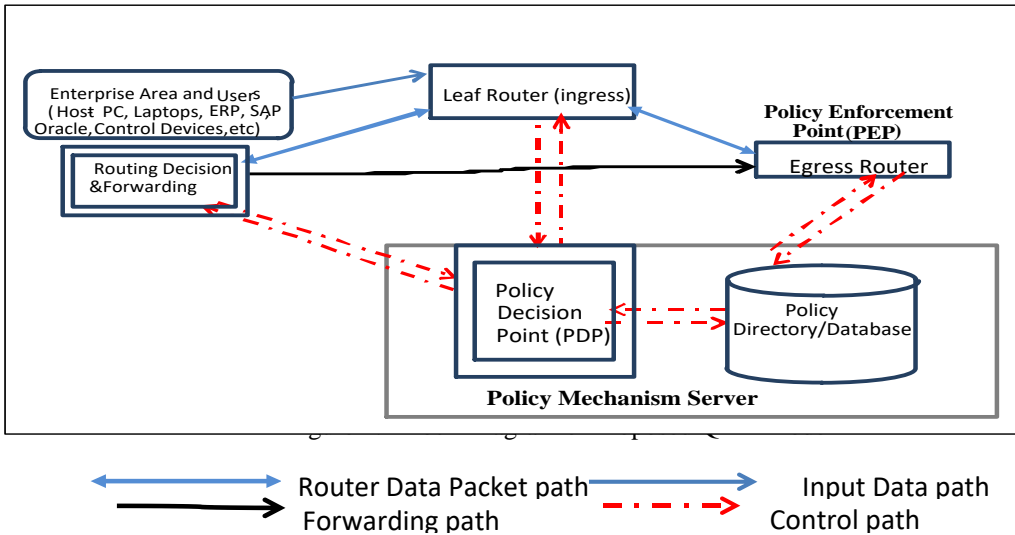 Enterprise Area and Users
(Host PC, Laptops, ERP, SAP
Oracle,Control Devices,etc)
Leaf Router (ingress)
Policy Enforcement
Point(PEP)
Egress Router
Routing Decision
&Forwarding
Policy
Decision
Point (PDP)
Policy
Directory/Database
Policy Mechanism Server
Router Data Packet path
Input Data path
Forwarding path
Control path